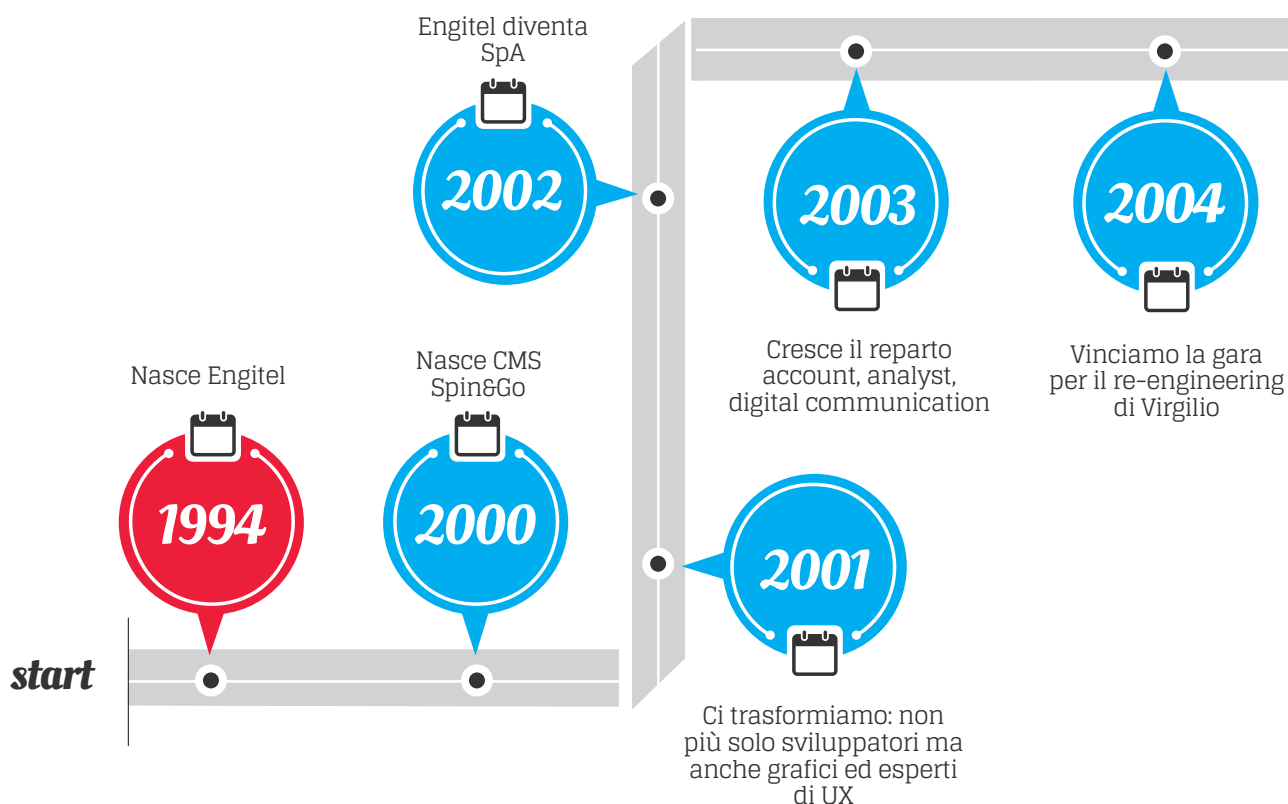 start
Nasce Engitel
1994
Nasce CMS
Spin&Go
2000
2001
Ci trasformiamo: non
più solo sviluppatori ma
anche grafici ed esperti
di UX
Engitel diventa
SpA
2002
2003
Cresce il reparto
account, analyst,
digital communication
2004
Vinciamo la gara
per il re-engineering
di Virgilio